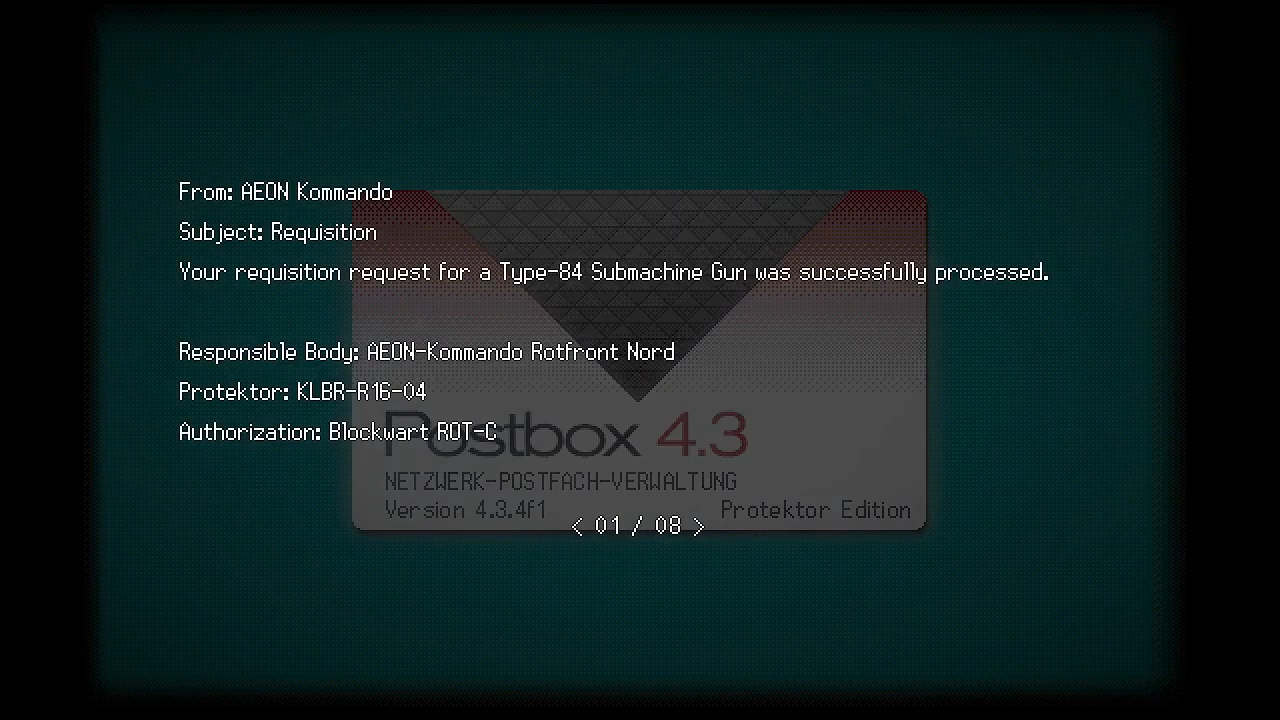 From: AEON Kommando
Subject: Requisition
Your requisition request for a Type-84 Submachine Gun was successfully processed.
Responsible Body: AEON-Kommando Rotfront Nord
Protektor: KLBR-R16-04
Authorization: Blockwart ROT-C
Postbox 4.3
NETZWERK-POSTFACH-VERWALTUNG
Version 4.3.4f1 Protektor Edition
< 01 / 08 >